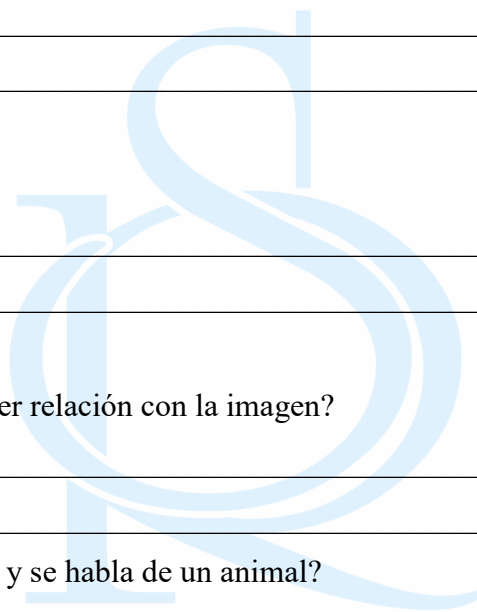 er relación con la imagen?
y se habla de un animal?